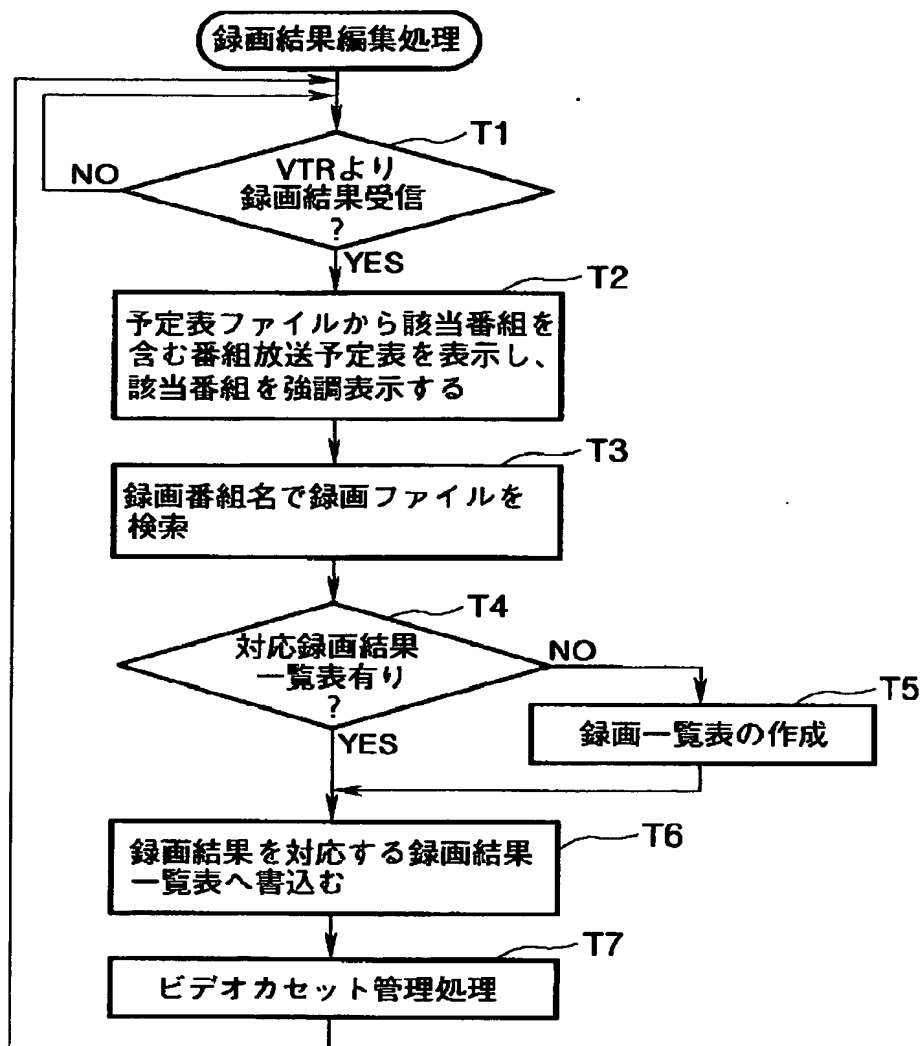 録画結果編集処理
T1
NO
VTRより
録画結果受信
?
YES
T2
予定表ファイルから該当番組を
含む番組放送予定表を表示し、
該当番組を強調表示する
T3
録画番組名で録画ファイルを
検索
T4
対応録画結果
一覧表有り
?
NO
YES
T5
録画一覧表の作成
T6
録画結果を対応する録画結果
一覧表へ書込む
T7
ビデオカセット管理処理